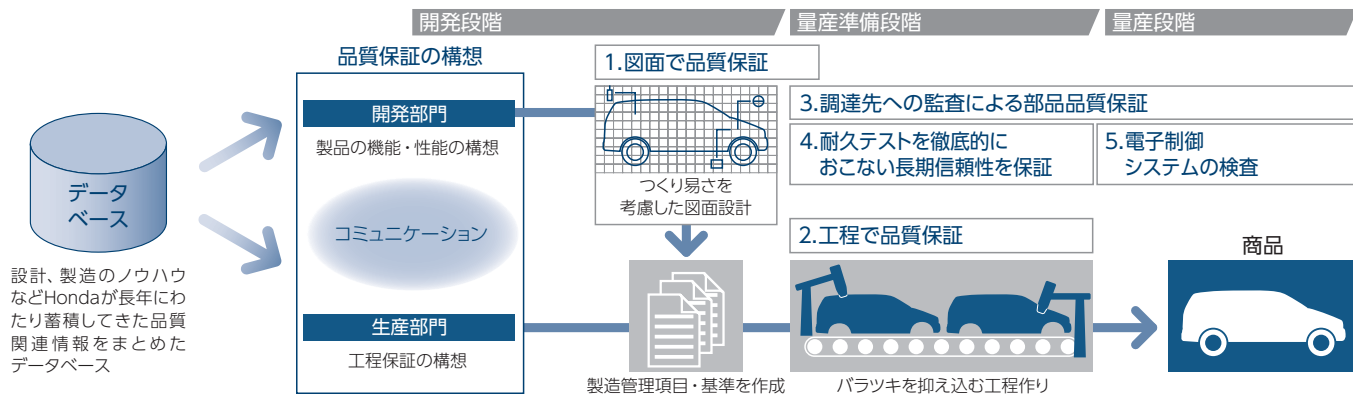 開発段階
量産準備段階
量産段階
品質保証の構想
開発部門
製品の機能・性能の構想
コミュニケーション
生産部門
工程保証の構想
データ
ベース
設計、製造のノウハウ
などHondaが長年にわ
たり蓄積してきた品質
関連情報をまとめた
データベース
1.図面で品質保証
つくり易さを
考慮した図面設計
製造管理項目・基準を作成
3.調達先への監査による部品品質保証
4.耐久テストを徹底的に
おこない長期信頼性を保証
5.電子制御
システムの検査
2.工程で品質保証
バラツキを抑え込む工程作り
商品